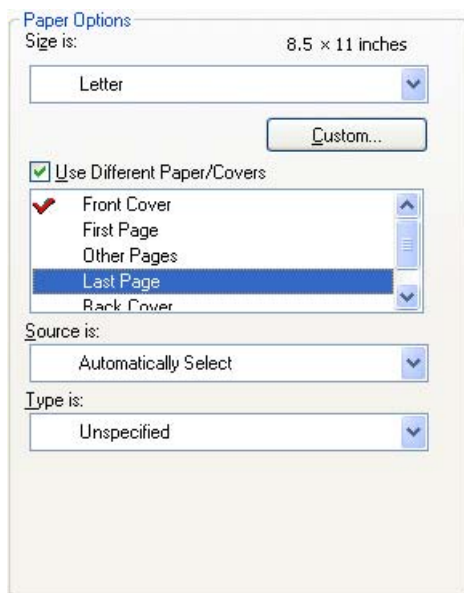 Paper Options
Size is: 8.5 × 11 inches
Letter
Custom...
Use Different Paper/Covers
Front Cover
First Page
Other Pages
Last Page
Back Cover
Source is:
Automatically Select
Type is:
Unspecified